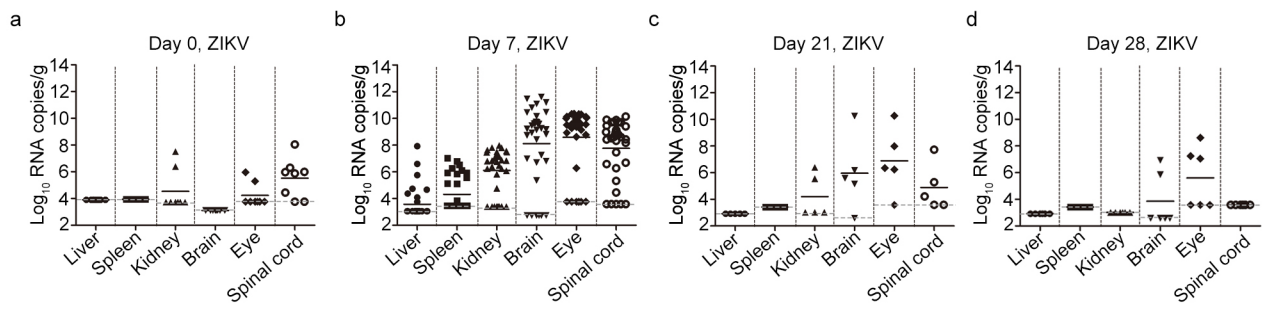 a
Day 0, ZIKV
Log10 RNA copies/g
14
12
10
8
6
4
2
Liver
Spleen
Kidney
Brain
Eye
Spinal cord
b
Day 7, ZIKV
Log10 RNA copies/g
14
12
10
8
6
4
2
Liver
Spleen
Kidney
Brain
Eye
Spinal cord
c
Day 21, ZIKV
Log10 RNA copies/g
14
12
10
8
6
4
2
Liver
Spleen
Kidney
Brain
Eye
Spinal cord
d
Day 28, ZIKV
Log10 RNA copies/g
14
12
10
8
6
4
2
Liver
Spleen
Kidney
Brain
Eye
Spinal cord